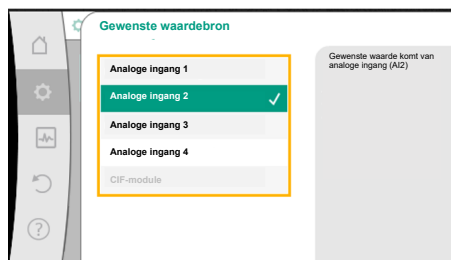 Gewenste waardebron
Analoge ingang 1
Analoge ingang 2
Analoge ingang 3
Analoge ingang 4
CIF-module
Gewenste waarde komt van
analoge ingang (AI2)
?